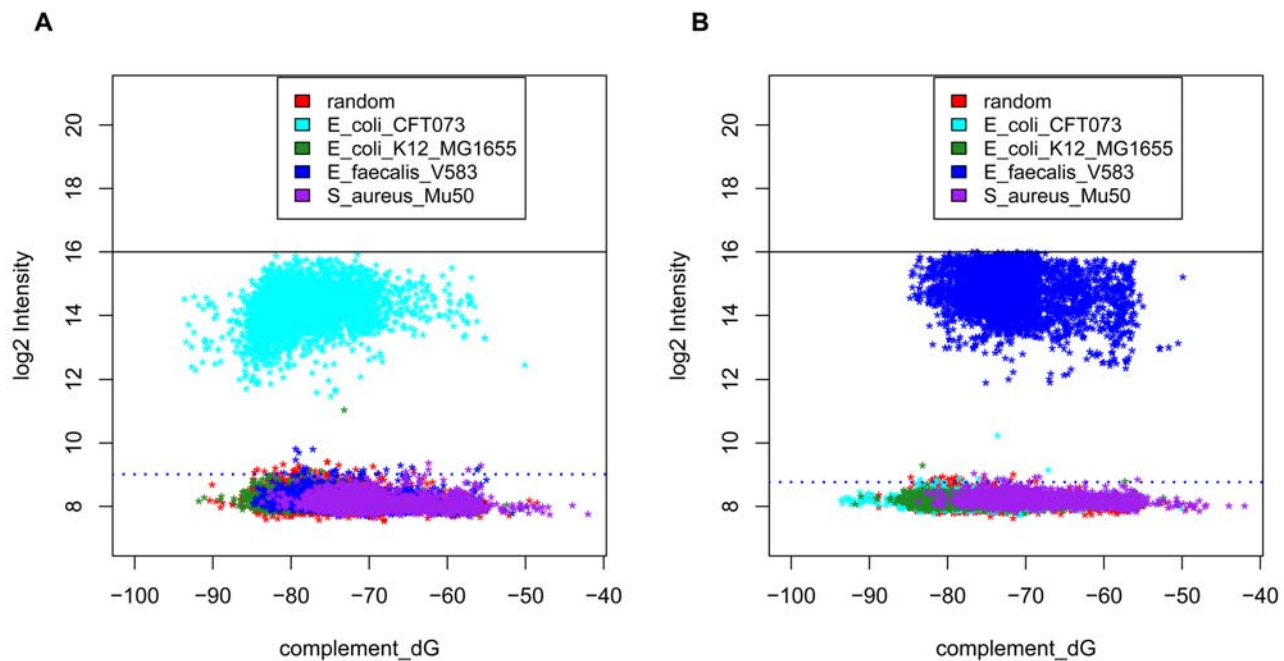 A
random
E_coli_CFT073
E_coli_K12_MG1655
E_faecalis_V583
S_aureus_Mu50
20
18
16
14
12
10
8
log2 Intensity
−100 −90 −80 −70 −60 −50 −40
complement_dG
B
random
E_coli_CFT073
E_coli_K12_MG1655
E_faecalis_V583
S_aureus_Mu50
20
18
16
14
12
10
8
log2 Intensity
−100 −90 −80 −70 −60 −50 −40
complement_dG